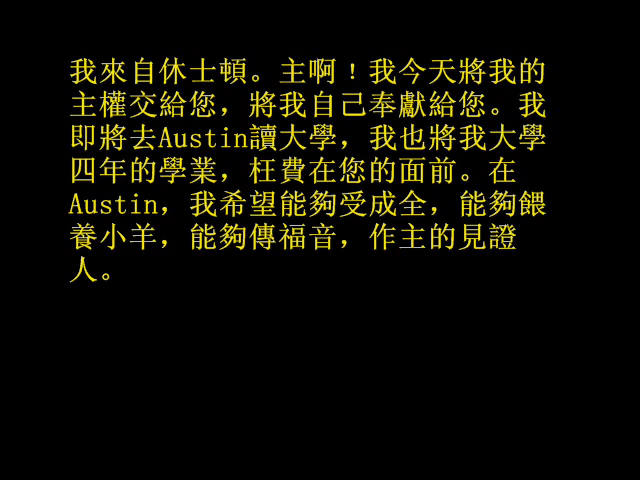 我來自休士頓。主啊！我今天將我的
主權交給您，將我自己奉獻給您。我
即將去Austin讀大學，我也將我大學
四年的學業，枉費在您的面前。在
Austin，我希望能夠受成全，能夠餵
養小羊，能夠傳福音，作主的見證
人。